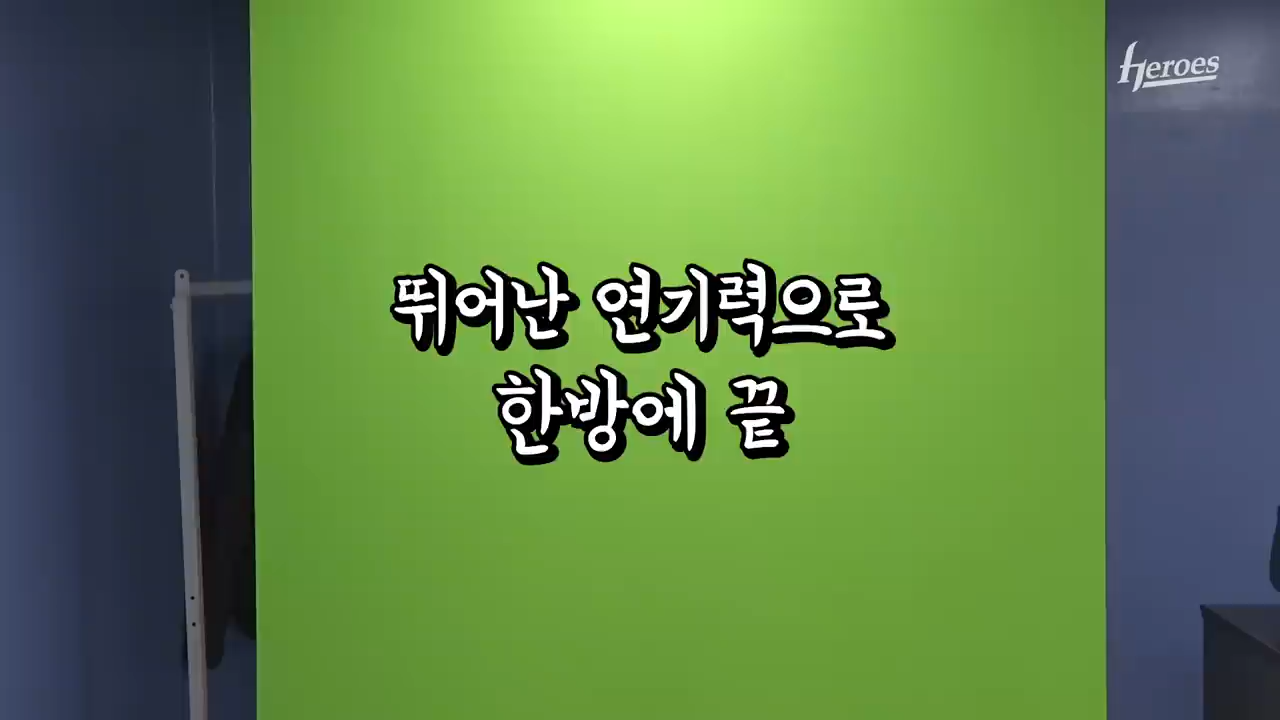 heroes
뛰어난 연기력으로
한방에 끝